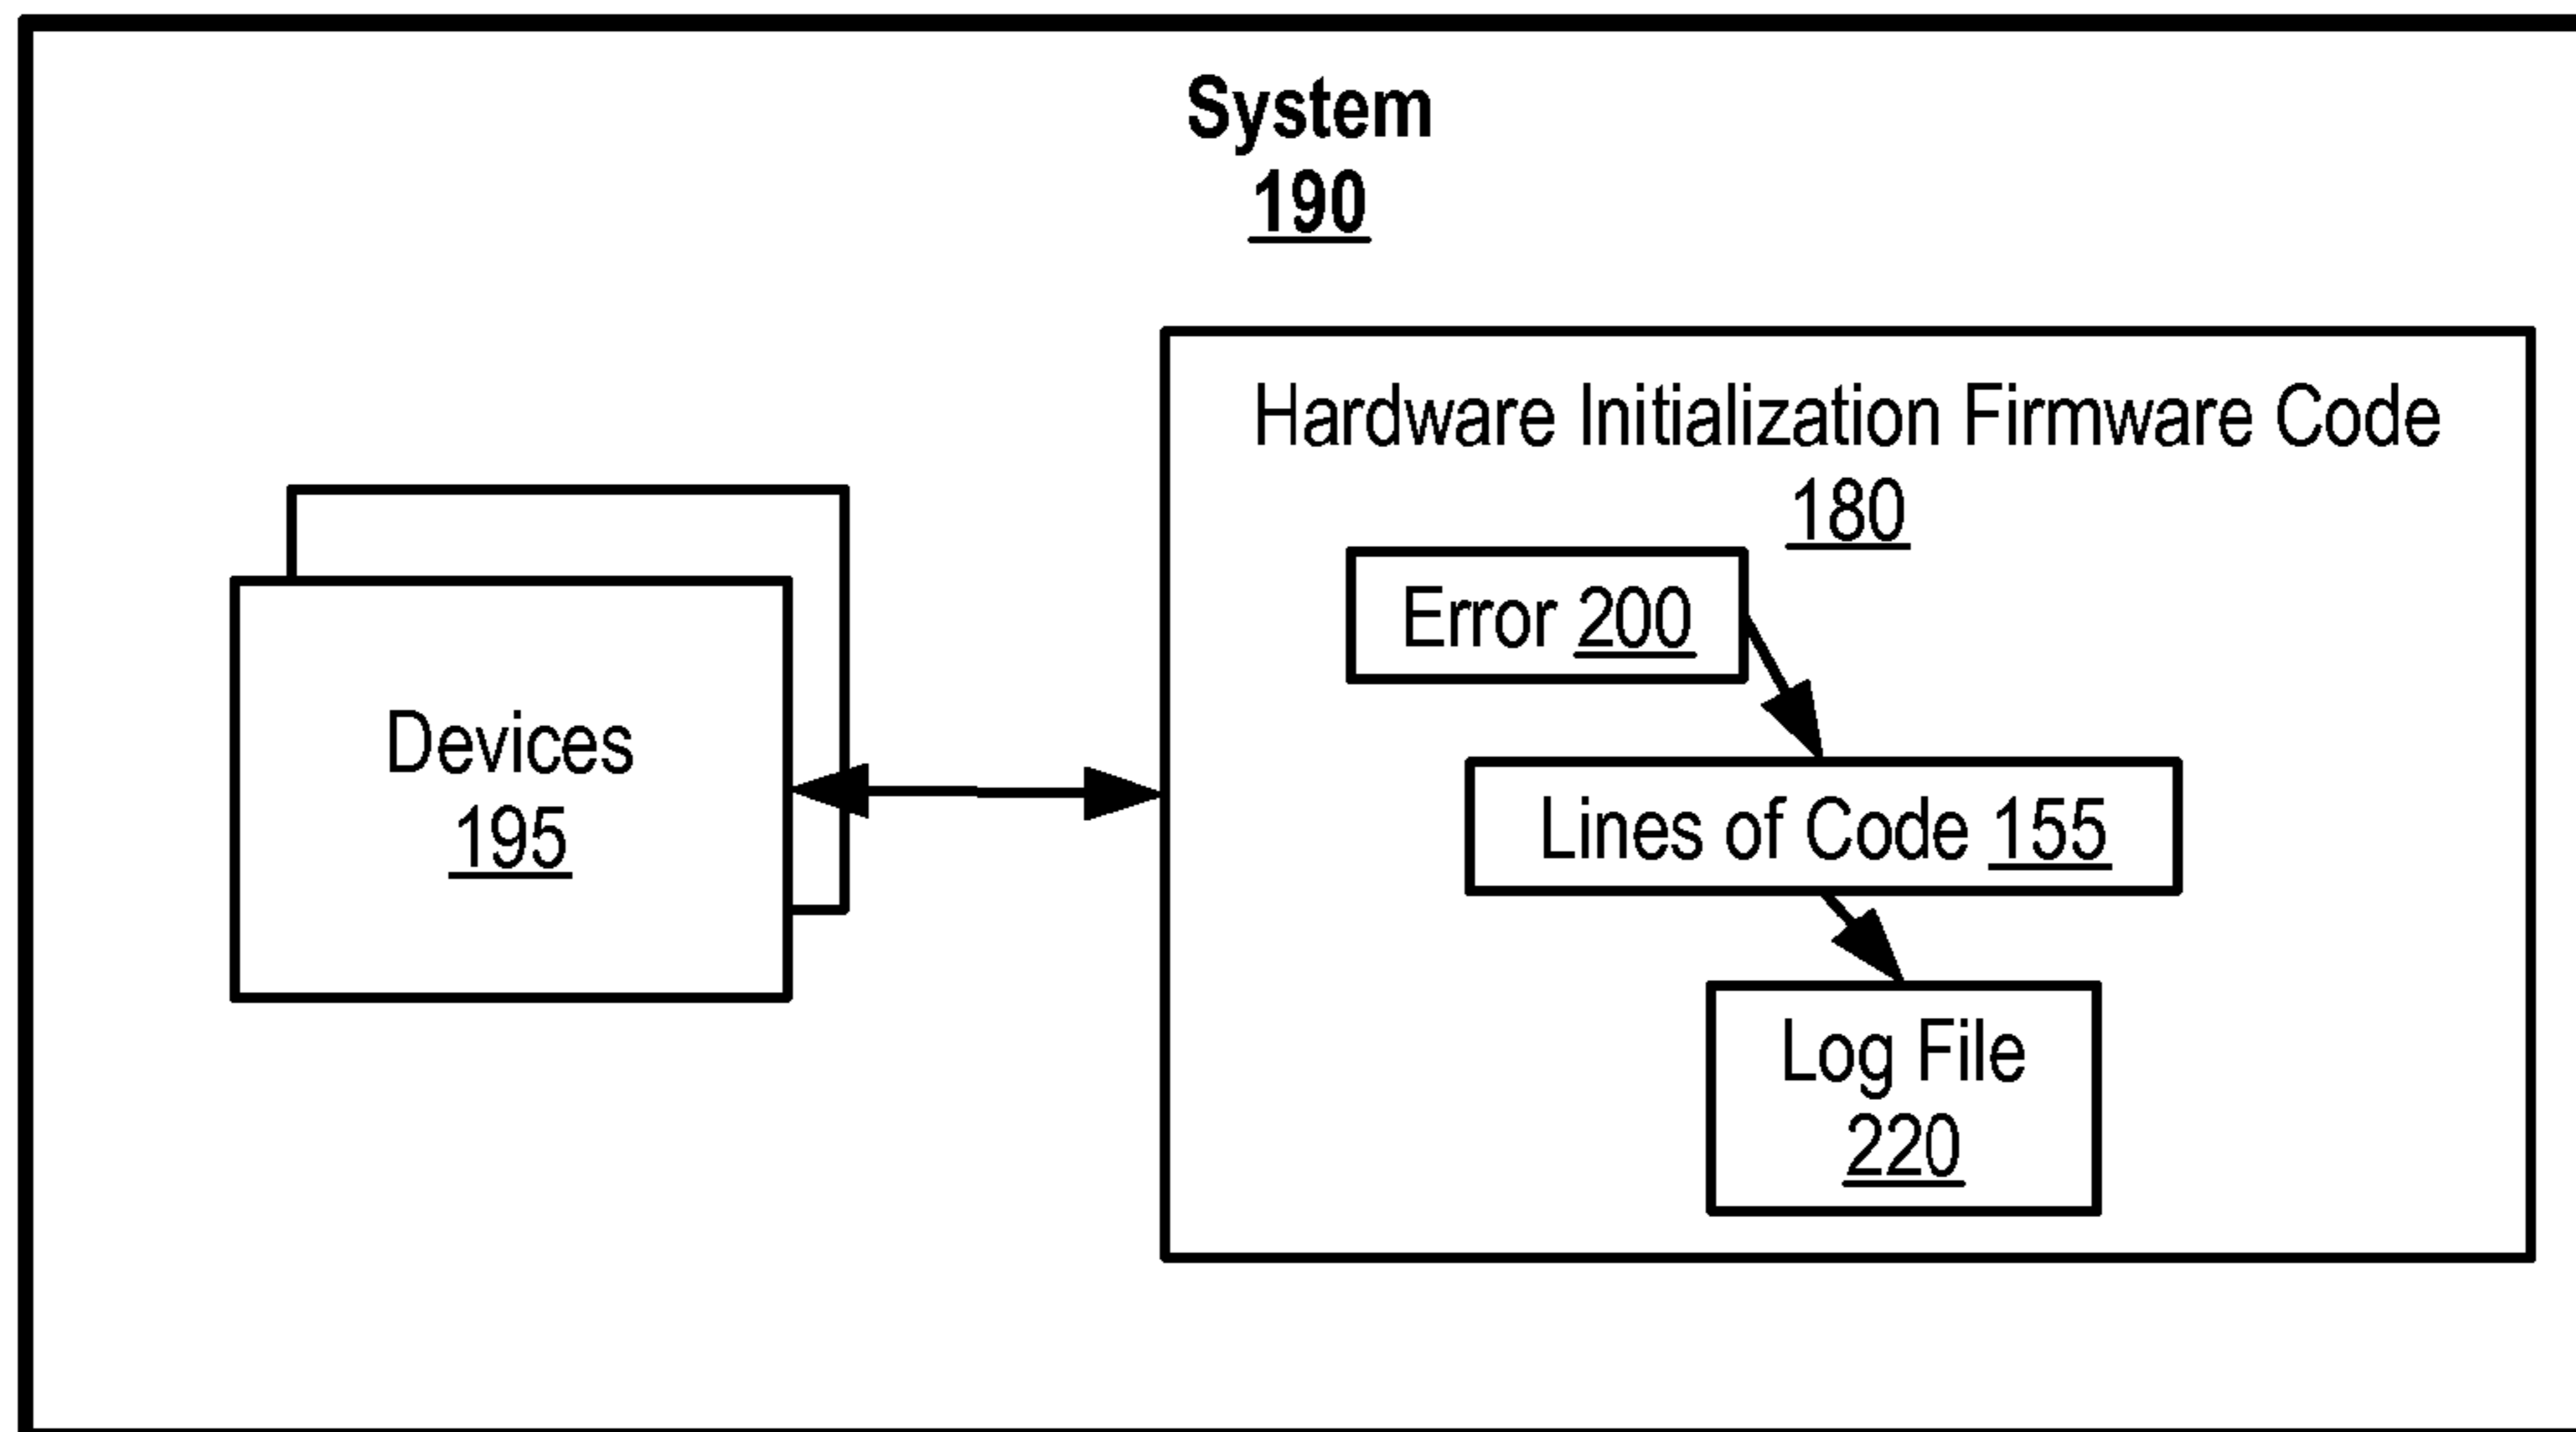 System
190
Hardware Initialization Firmware Code
180
Error 200
Devices
195
Lines of Code 155
Log File
220